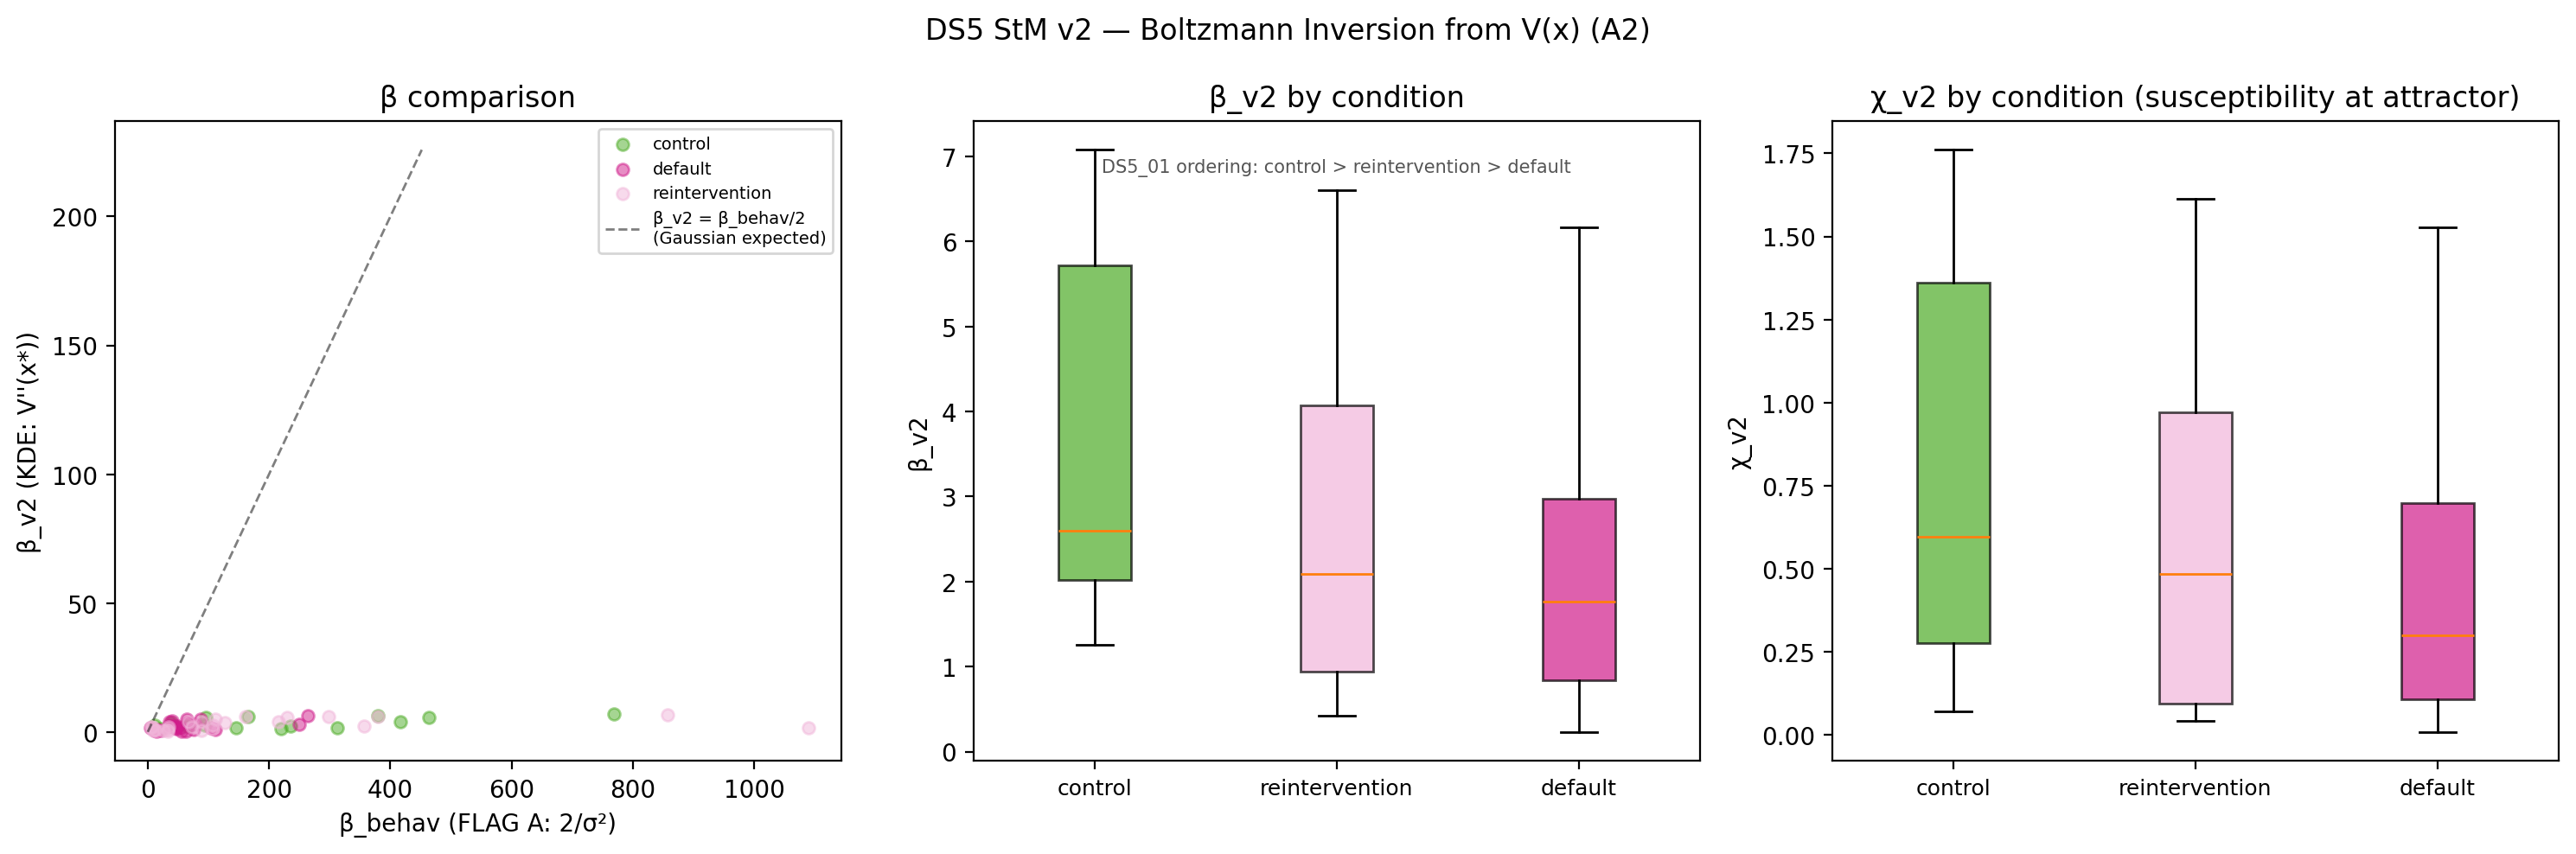 DS5 StM v2 — Boltzmann Inversion from V(x) (A2)
β comparison
control
default
reintervention
β_v2 = β_behav/2
(Gaussian expected)
200
150
100
50
0
β_v2 (KDE: V''(x*))
0 200 400 600 800 1000
β_behav (FLAG A: 2/σ²)
β_v2 by condition
DS5_01 ordering: control > reintervention > default
7
6
5
4
3
2
1
0
β_v2
control reintervention default
χ_v2 by condition (susceptibility at attractor)
1.75
1.50
1.25
1.00
0.75
0.50
0.25
0.00
χ_v2
control reintervention default